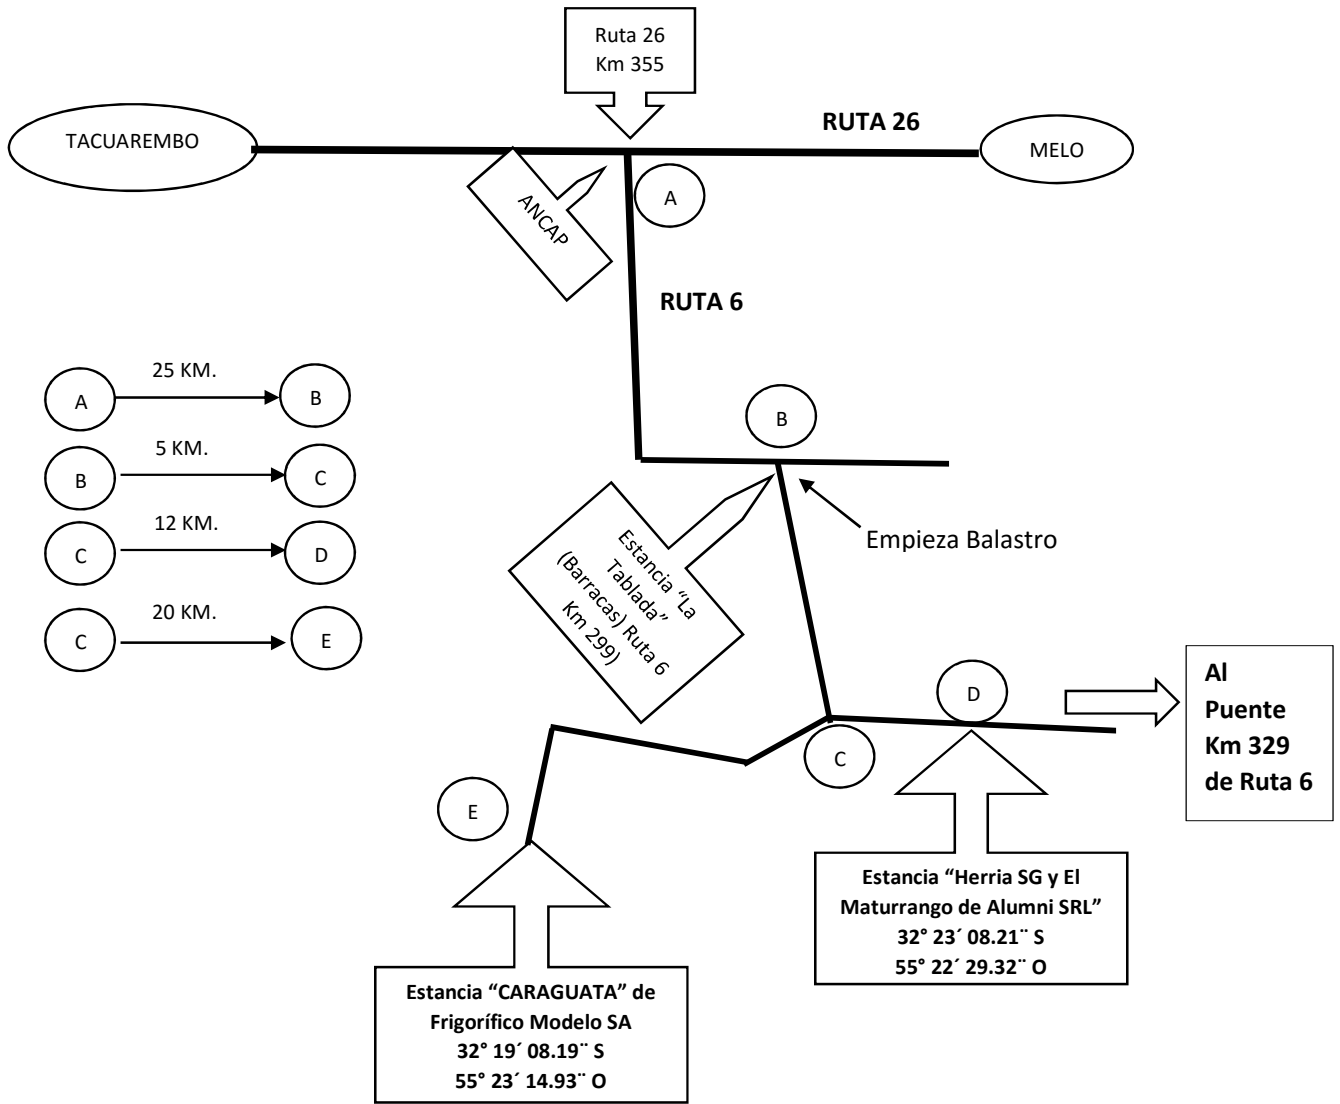 Ruta 26
Km 355
RUTA 26
TACUAREMBO
MELO
A
ANCAP
RUTA 6
25 KM.
A
B
5 KM.
B
C
12 KM.
C
D
20 KM.
C
E
B
Empieza Balastro
Estancia “La
Tablada”
(Barracas) Ruta 6
Km 299)
D
C
E
Al
Puente
Km 329
de Ruta 6
Estancia “Herria SG y El
Maturrango de Alumni SRL”
32° 23´ 08.21¨ S
55° 22´ 29.32¨ O
Estancia “CARAGUATA” de
Frigorífico Modelo SA
32° 19´ 08.19¨ S
55° 23´ 14.93¨ O